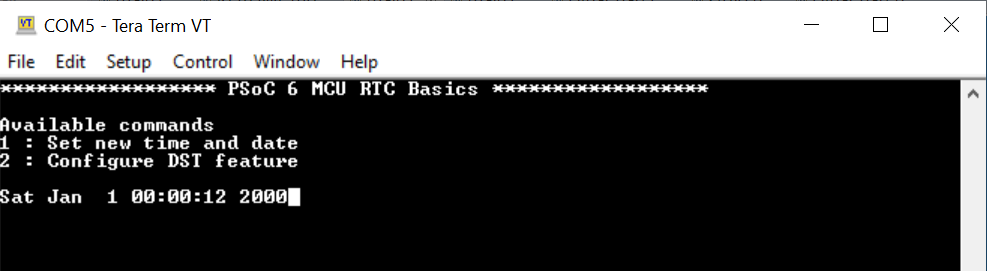 COM5 - Tera Term VT
File Edit Setup Control Window Help
****************** PSoC 6 MCU RTC Basics ******************
Available commands
1 : Set new time and date
2 : Configure DST feature
Sat Jan  1 00:00:12 2000